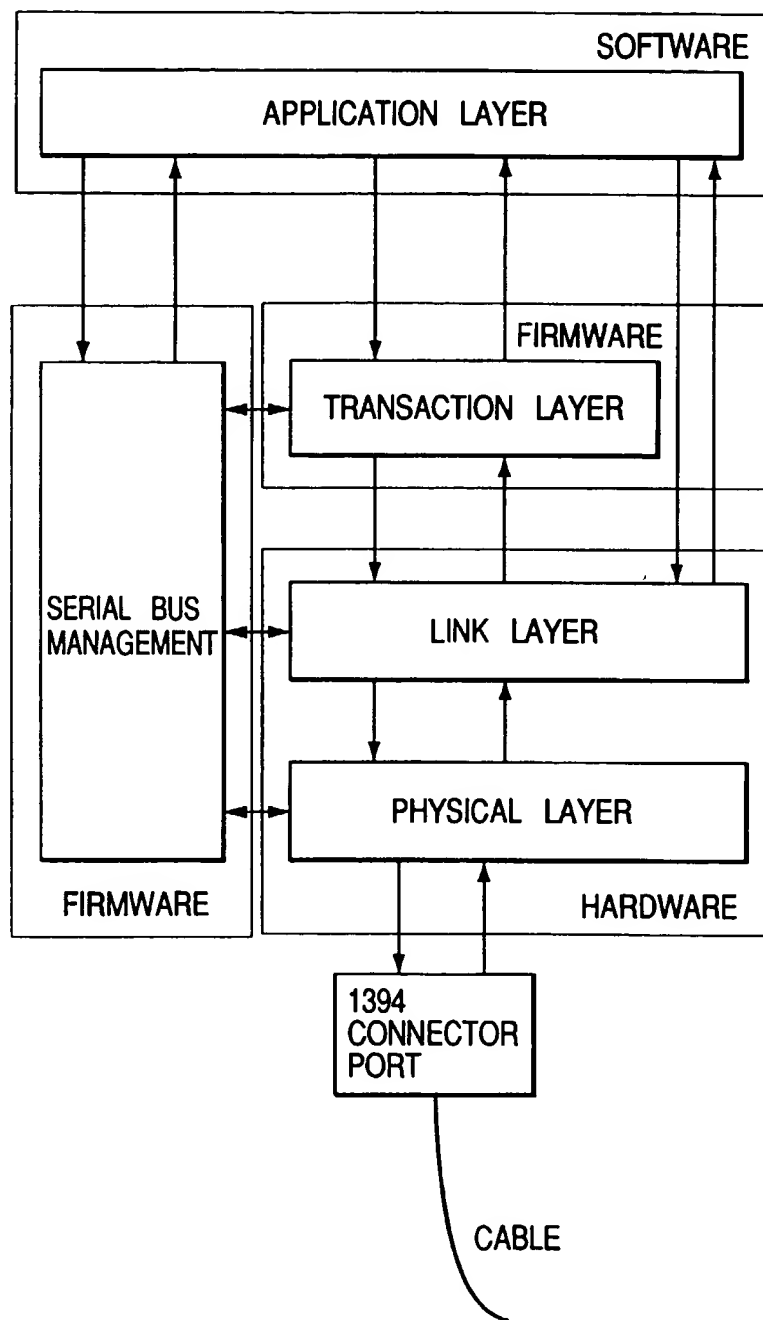 SOFTWARE
APPLICATION LAYER
FIRMWARE
TRANSACTION LAYER
SERIAL BUS
MANAGEMENT
LINK LAYER
PHYSICAL LAYER
FIRMWARE
HARDWARE
1394
CONNECTOR
PORT
CABLE